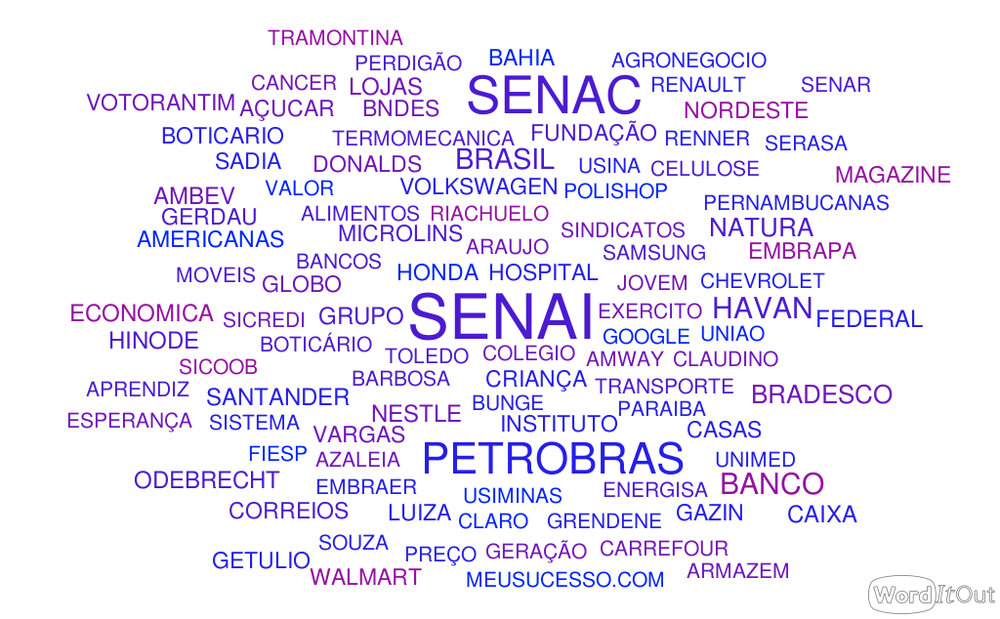 TRAMONTINA
PERDIGÃO BAHIA AGRONEGOCIO
CANCER LOJAS SENAC RENAULT SENAR
VOTORANTIM AÇUCAR BNDES NORDESTE
BOTICARIO TERMOMECANICA FUNDAÇÃO RENNER SERASA
SADIA DONALDS BRASIL USINA CELULOSE MAGAZINE
AMBEV VALOR VOLKSWAGEN POLISHOP PERNAMBUCANAS
GERDAU ALIMENTOS RIACHUELO SINDICATOS NATURA
AMERICANAS MICROLINS ARAUJO SAMSUNG EMBRAPA
MOVEIS BANCOS HONDA HOSPITAL JOVEM CHEVROLET
GLOBO
ECONOMICA SICREDI GRUPO SENAI EXERCITO HAVAN FEDERAL
HINODE BOTICÁRIO GOOGLE UNIAO
SICOOB TOLEDO COLEGIO AMWAY CLAUDINO
APRENDIZ BARBOSA CRIANÇA TRANSPORTE BRADESCO
SANTANDER BUNGE PARAIBA
ESPERANÇA SISTEMA NESTLE INSTITUTO CASAS
VARGAS
FIESP AZALEIA PETROBRAS UNIMED
ODEBRECHT EMBRAER USIMINAS ENERGISA BANCO
CORREIOS LUIZA CLARO GRENDENE GAZIN CAIXA
SOUZA PREÇO GERAÇÃO CARREFOUR
GETULIO WALMART MEUSUCESSO.COM ARMAZEM
WordItOut